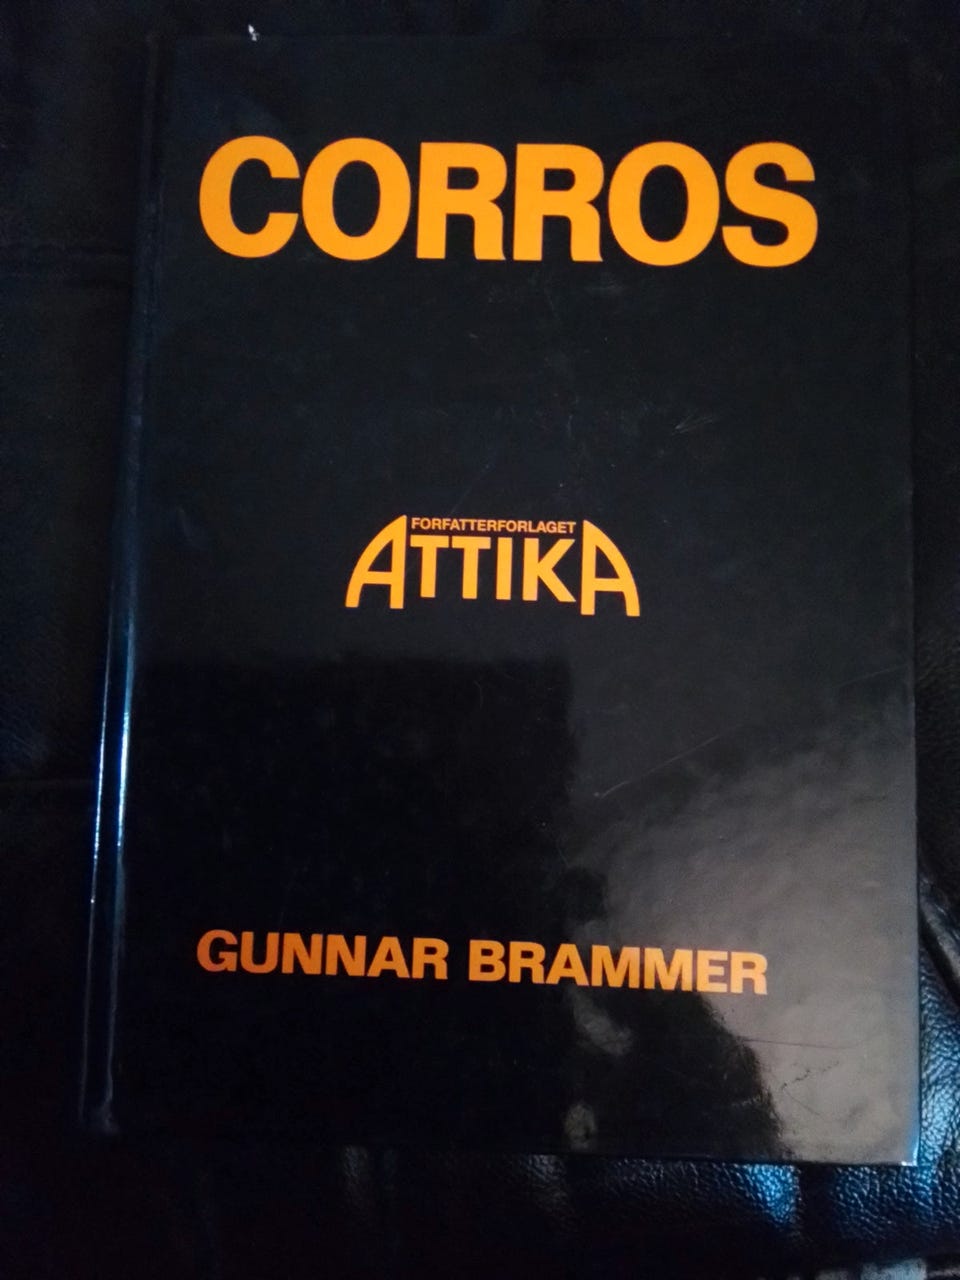 CORROS
FORFATTERFORLAGET
ATTIKA
GUNNAR BRAMMER